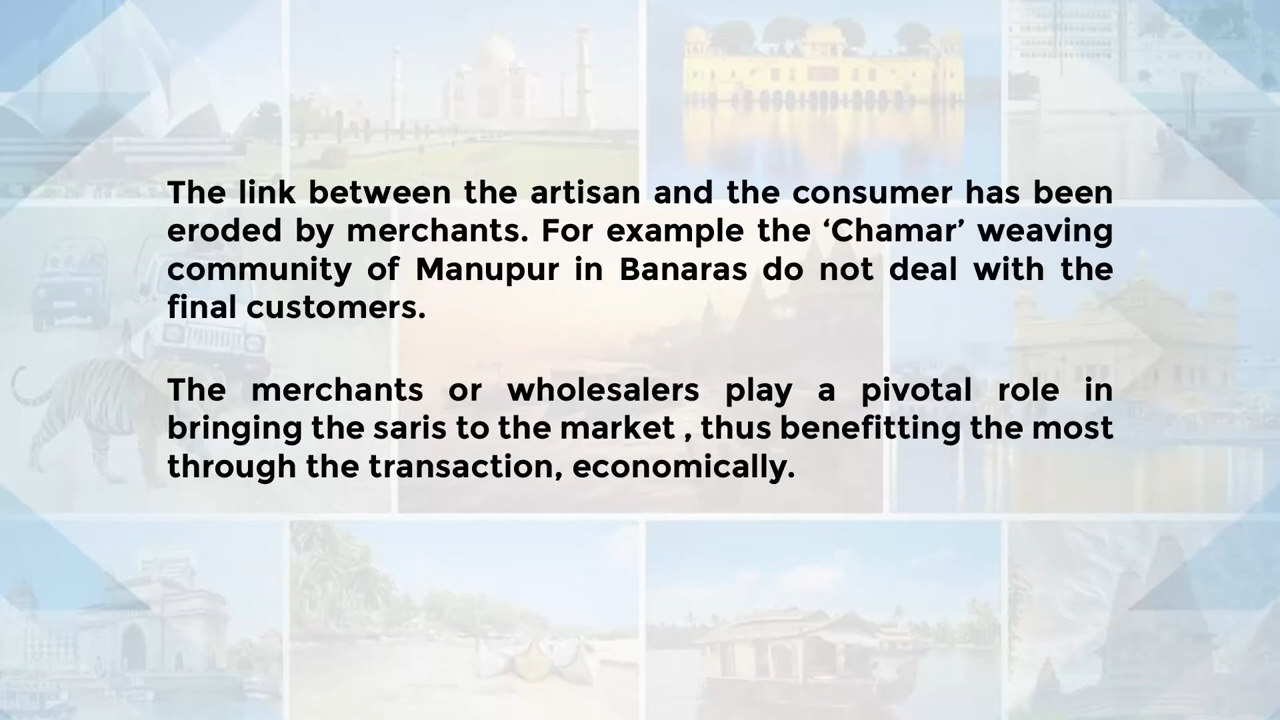 The link between the artisan and the consumer has been
eroded by merchants. For example the ‘Chamar’ weaving
community of Manupur in Banaras do not deal with the
final customers.
The merchants or wholesalers play a pivotal role in
bringing the saris to the market , thus benefitting the most
through the transaction, economically.